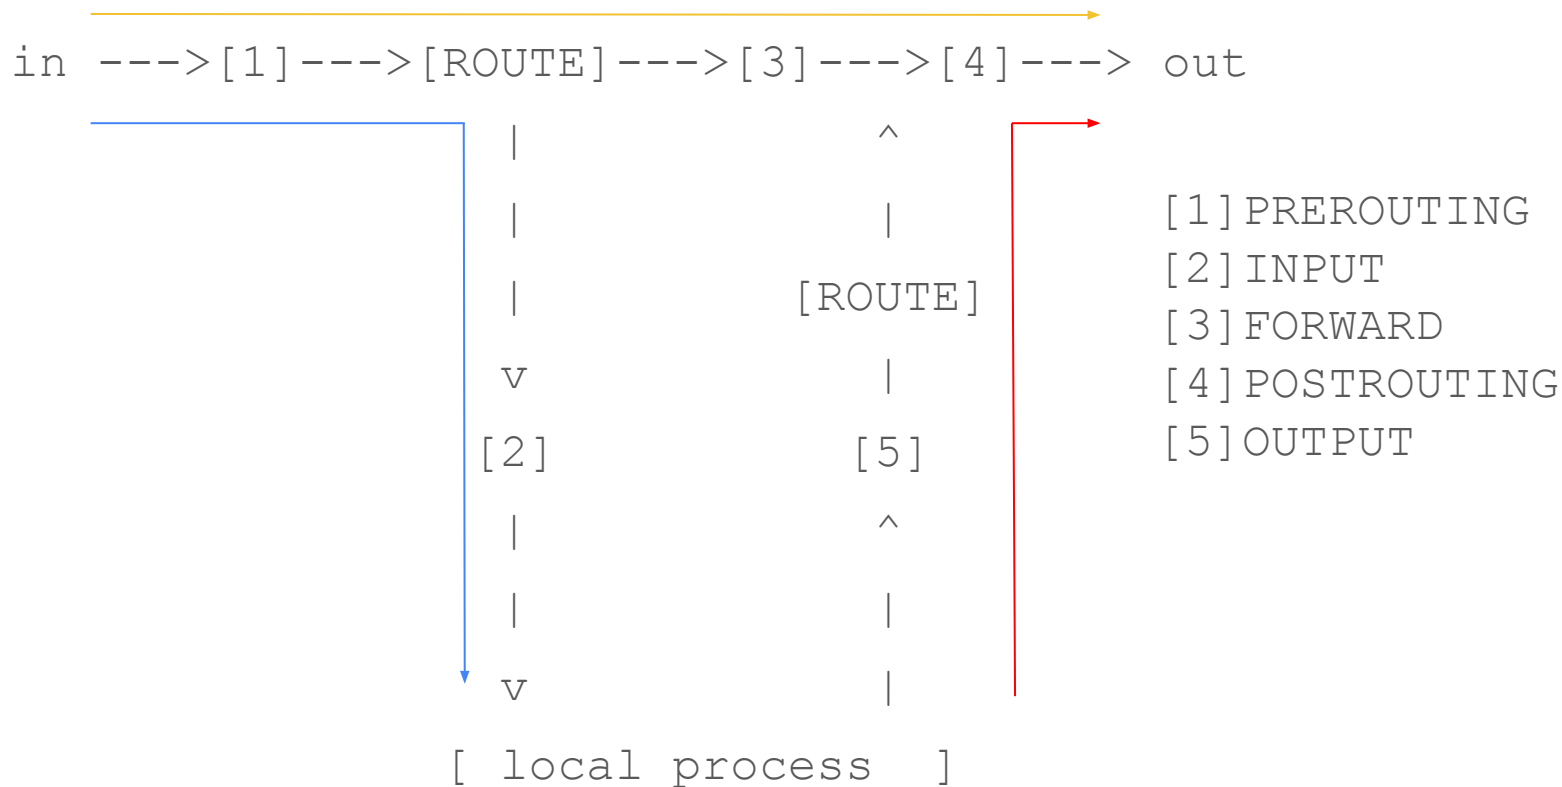 in --->[1]--->[ROUTE]--->[3]--->[4]---> out
| ^
| |
| [ROUTE]
v |
[2] [5]
| ^
| |
v |
[ local process ]
[1]PREROUTING
[2]INPUT
[3]FORWARD
[4]POSTROUTING
[5]OUTPUT